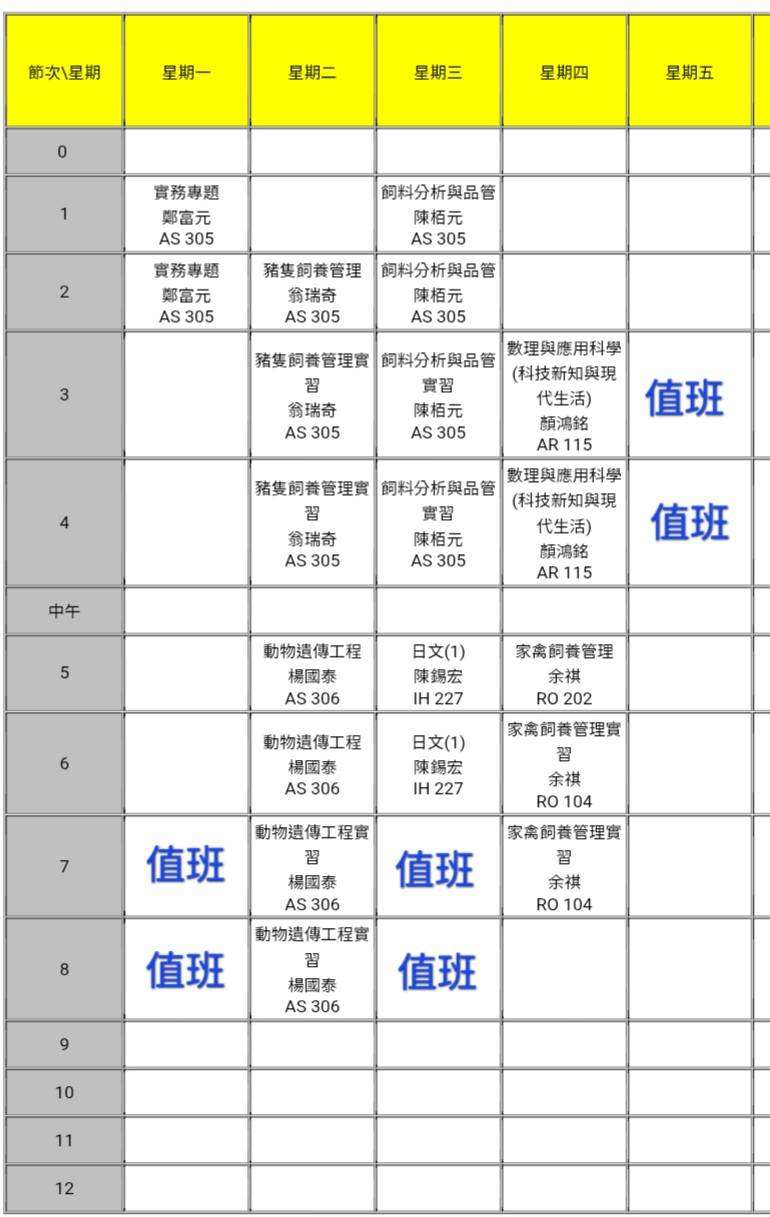 節次\星期 星期一 星期二 星期三 星期四 星期五
0
1
實務專題
鄭富元
AS 305
飼料分析與品管
陳栢元
AS 305
2
實務專題
鄭富元
AS 305
豬隻飼養管理
翁瑞奇
AS 305
飼料分析與品管
陳栢元
AS 305
3
豬隻飼養管理實
習
翁瑞奇
AS 305
飼料分析與品管
實習
陳栢元
AS 305
數理與應用科學
(科技新知與現
代生活)
顏鴻銘
AR 115
值班
4
豬隻飼養管理實
習
翁瑞奇
AS 305
飼料分析與品管
實習
陳栢元
AS 305
數理與應用科學
(科技新知與現
代生活)
顏鴻銘
AR 115
值班
中午
5
動物遺傳工程
楊國泰
AS 306
日文(1)
陳錫宏
IH 227
家禽飼養管理
余祺
RO 202
6
動物遺傳工程
楊國泰
AS 306
日文(1)
陳錫宏
IH 227
家禽飼養管理實
習
余祺
RO 104
7
值班
動物遺傳工程實
習
楊國泰
AS 306
值班
家禽飼養管理實
習
余祺
RO 104
8
值班
動物遺傳工程實
習
楊國泰
AS 306
值班
9
10
11
12